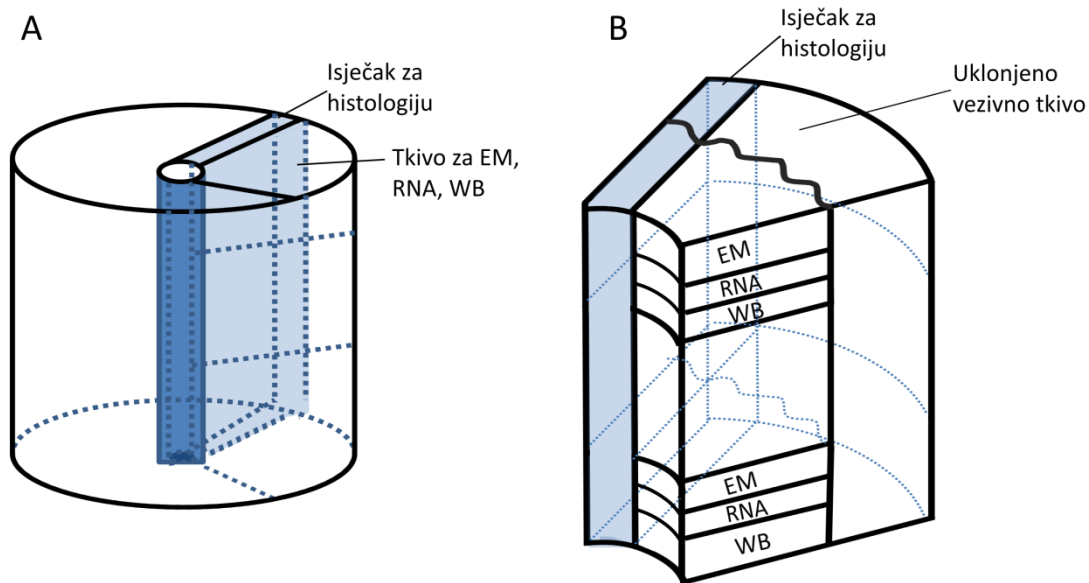 A
Isječak za
histologiju
Tkivo za EM,
RNA, WB
B
Isječak za
histologiju
Uklonjeno
vezivno tkivo
EM
RNA
WB
EM
RNA
WB